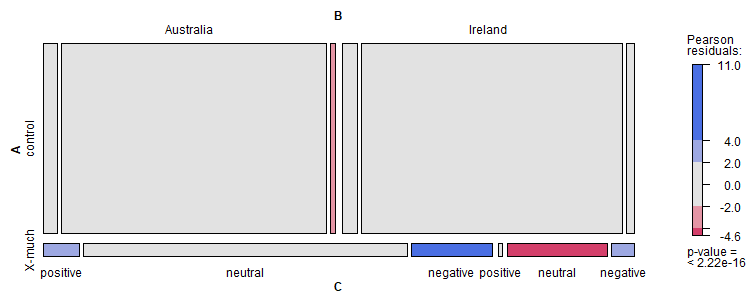 B
Australia Ireland
Pearson
residuals:
11.0
4.0
2.0
0.0
-2.0
-4.6
p-value =
< 2.22e-16
A
control
X-much
positive neutral negative positive neutral negative
C